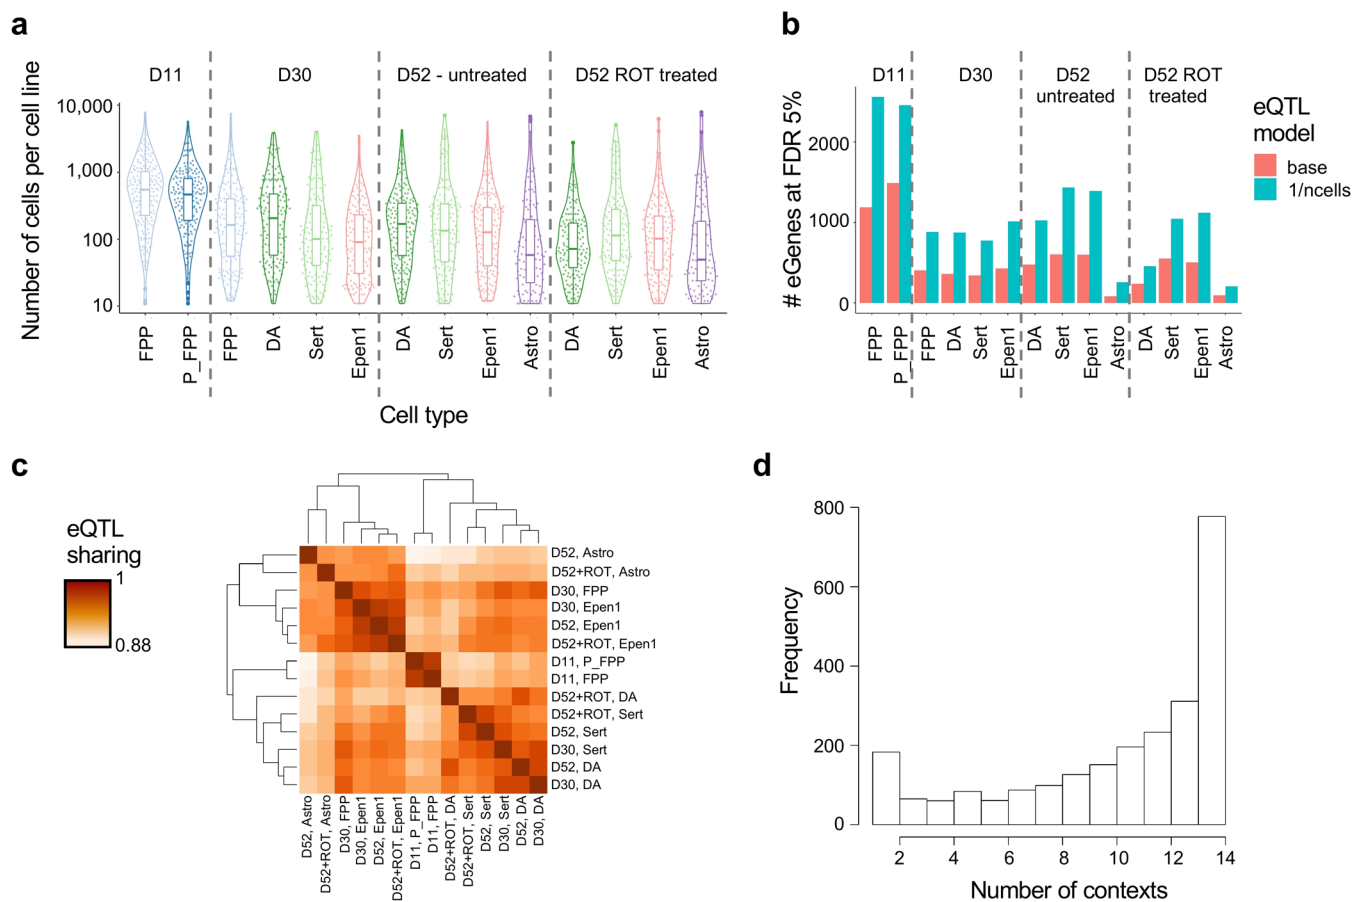 a
Number of cells per cell line
D11
D30
D52 - untreated
D52 ROT treated
10,000
1,000
100
10
FPP
P_FPP
FPP
DA
Sert
Epen1
DA
Sert
Epen1
Astro
DA
Sert
Epen1
Astro
Cell type
b
# eGenes at FDR 5%
D11
D30
D52
untreated
D52 ROT
treated
2000
1000
0
FPP
P_FPP
FPP
DA
Sert
Epen1
DA
Sert
Epen1
Astro
DA
Sert
Epen1
Astro
eQTL
model
base
1/ncells
c
eQTL
sharing
1
0.88
D52, Astro
D52+ROT, Astro
D30, FPP
D30, Epen1
D52, Epen1
D52+ROT, Epen1
D11, P_FPP
D11, FPP
D52+ROT, DA
D52+ROT, Sert
D52, Sert
D30, Sert
D52, DA
D30, DA
D52, Astro
D52+ROT, Astro
D30, FPP
D30, Epen1
D52, Epen1
D52+ROT, Epen1
D11, P_FPP
D11, FPP
D52+ROT, DA
D52+ROT, Sert
D52, Sert
D30, Sert
D52, DA
D30, DA
d
Frequency
800
600
400
200
0
2
4
6
8
10
12
14
Number of contexts